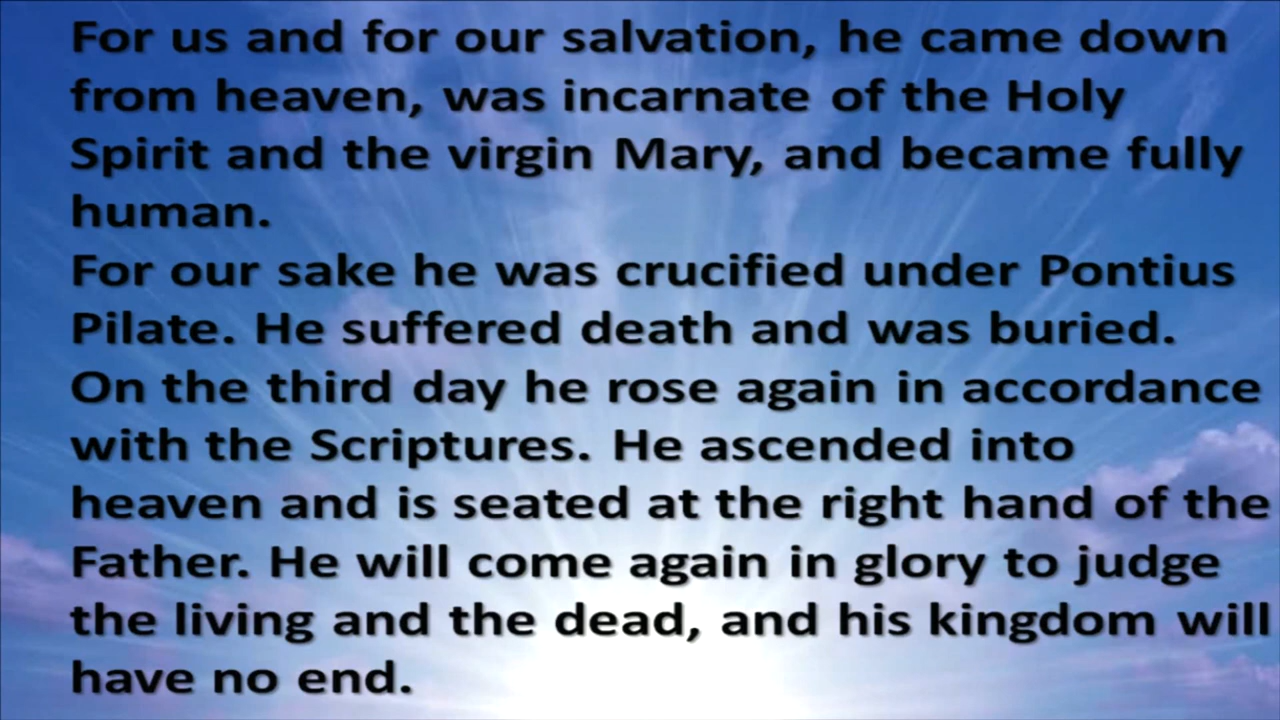 For us and for our salvation, he came down
from heaven, was incarnate of the Holy
Spirit and the virgin Mary, and became fully
human.
For our sake he was crucified under Pontius
Pilate. He suffered death and was buried.
On the third day he rose again in accordance
with the Scriptures. He ascended into
heaven and is seated at the right hand of the
Father. He will come again in glory to judge
the living and the dead, and his kingdom will
have no end.